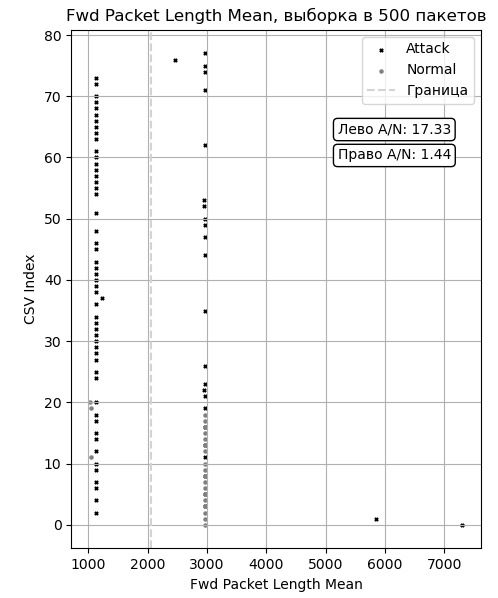 Fwd Packet Length Mean, выборка в 500 пакетов
Attack
Normal
Граница
Лево A/N: 17.33
Право A/N: 1.44
80
70
60
50
40
30
20
10
0
CSV Index
1000 2000 3000 4000 5000 6000 7000
Fwd Packet Length Mean